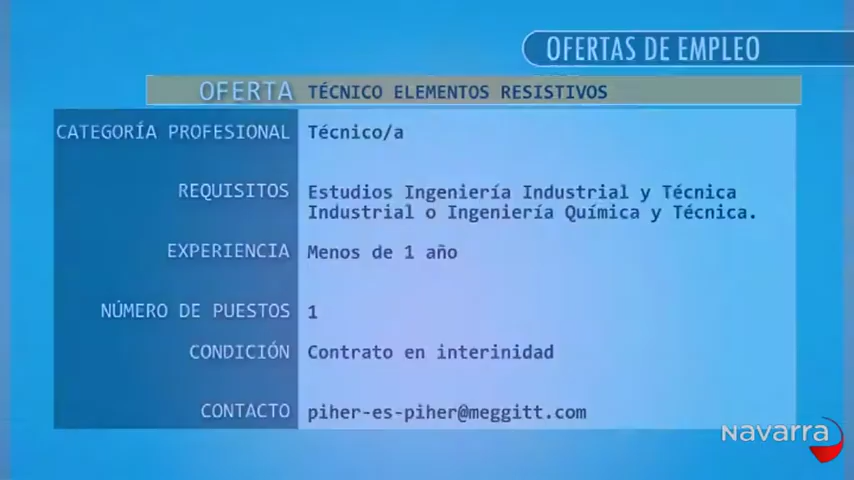 OFERTAS DE EMPLEO
OFERTA TÉCNICO ELEMENTOS RESISTIVOS
CATEGORÍA PROFESIONAL Técnico/a
REQUISITOS Estudios Ingeniería Industrial y Técnica
Industrial o Ingeniería Química y Técnica.
EXPERIENCIA Menos de 1 año
NÚMERO DE PUESTOS 1
CONDICIÓN Contrato en interinidad
CONTACTO piher-es-piher@meggitt.com
Navarra